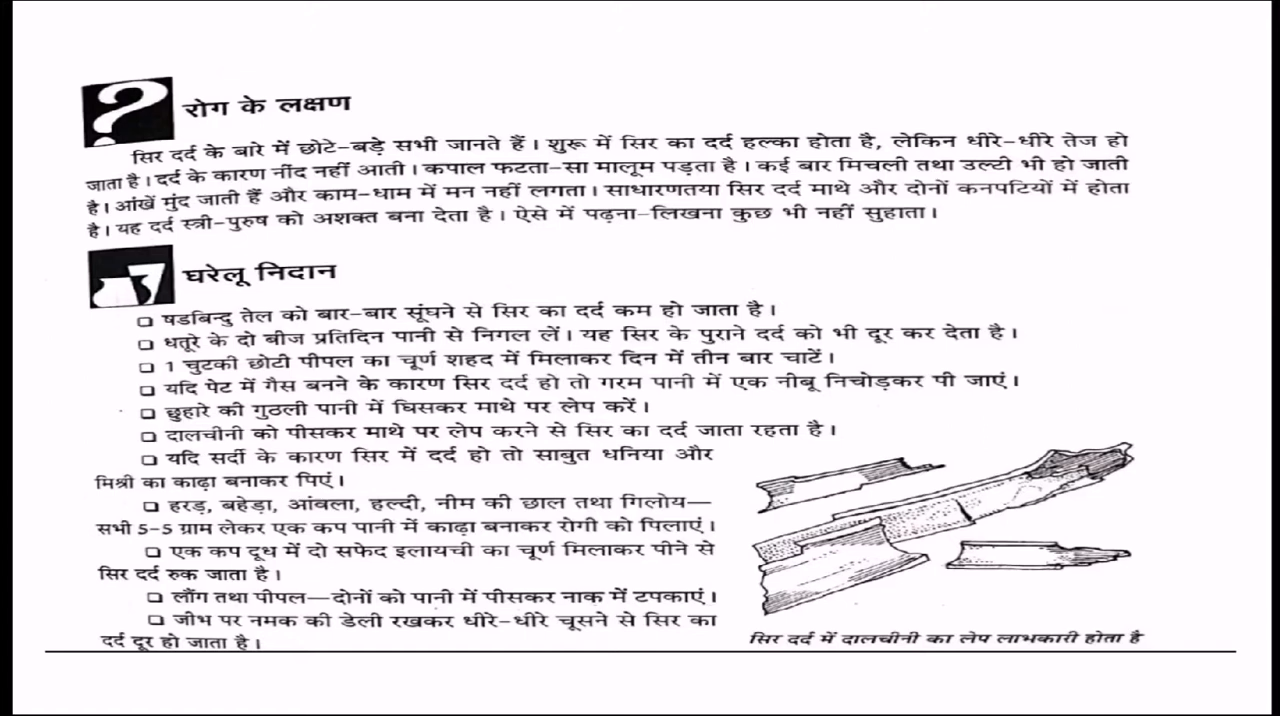 रोग के लक्षण
सिर दर्द के बारे में छोटे-बड़े सभी जानते हैं। शुरू में सिर का दर्द हल्का होता है, लेकिन धीरे-धीरे तेज हो
जाता है। दर्द के कारण नींद नहीं आती। कपाल फटता-सा मालूम पड़ता है। कई बार मिचली तथा उल्टी भी हो जाती
है। आंखें मुंद जाती हैं और काम-धाम में मन नहीं लगता। साधारणतया सिर दर्द माथे और दोनों कनपटियों में होता
है। यह दर्द स्त्री-पुरुष को अशक्त बना देता है। ऐसे में पढ़ना-लिखना कुछ भी नहीं सुहाता।
घरेलू निदान
❑ षडबिन्दु तेल को बार-बार सूंघने से सिर का दर्द कम हो जाता है।
❑ धतूरे के दो बीज प्रतिदिन पानी से निगल लें। यह सिर के पुराने दर्द को भी दूर कर देता है।
❑ 1 चुटकी छोटी पीपल का चूर्ण शहद में मिलाकर दिन में तीन बार चाटें।
❑ यदि पेट में गैस बनने के कारण सिर दर्द हो तो गरम पानी में एक नीबू निचोड़कर पी जाएं।
❑ छुहारे की गुठली पानी में घिसकर माथे पर लेप करें।
❑ दालचीनी को पीसकर माथे पर लेप करने से सिर का दर्द जाता रहता है।
❑ यदि सर्दी के कारण सिर में दर्द हो तो साबुत धनिया और
मिश्री का काढ़ा बनाकर पिएं।
❑ हरड़, बहेड़ा, आंवला, हल्दी, नीम की छाल तथा गिलोय—
सभी 5-5 ग्राम लेकर एक कप पानी में काढ़ा बनाकर रोगी को पिलाएं।
❑ एक कप दूध में दो सफेद इलायची का चूर्ण मिलाकर पीने से
सिर दर्द रुक जाता है।
❑ लौंग तथा पीपल—दोनों को पानी में पीसकर नाक में टपकाएं।
❑ जीभ पर नमक की डेली रखकर धीरे-धीरे चूसने से सिर का
दर्द दूर हो जाता है।
सिर दर्द में दालचीनी का लेप लाभकारी होता है